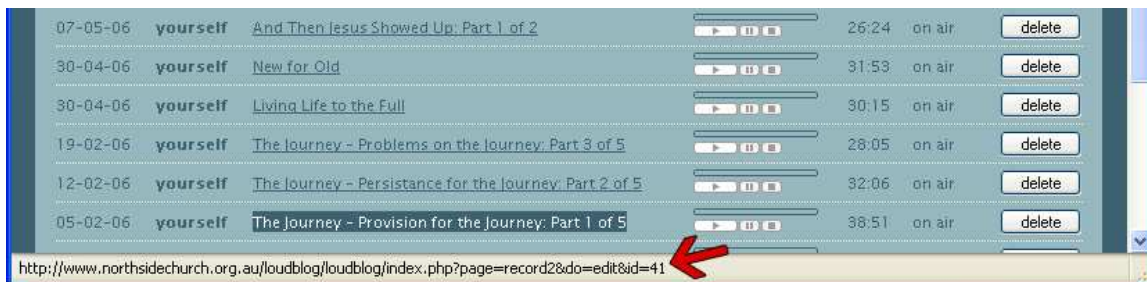 07-05-06 yourself And Then Jesus Showed Up: Part 1 of 2 26:24 on air delete
30-04-06 yourself New for Old 31:53 on air delete
30-04-06 yourself Living Life to the Full 30:15 on air delete
19-02-06 yourself The Journey - Problems on the Journey: Part 3 of 5 28:05 on air delete
12-02-06 yourself The Journey - Persistance for the Journey: Part 2 of 5 32:06 on air delete
05-02-06 yourself The Journey - Provision for the Journey: Part 1 of 5 38:51 on air delete
http://www.northsidechurch.org.au/loudblog/loudblog/index.php?page=record2&do=edit&id=41